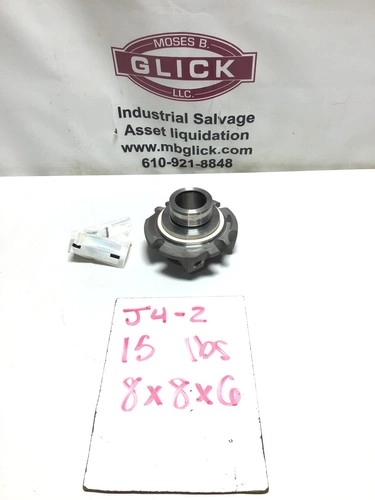 MOSES B.
GLICK
LLC.
Industrial Salvage
Asset liquidation
www.mbglick.com
610-921-8848
J4-2
15 lbs
8x8x6